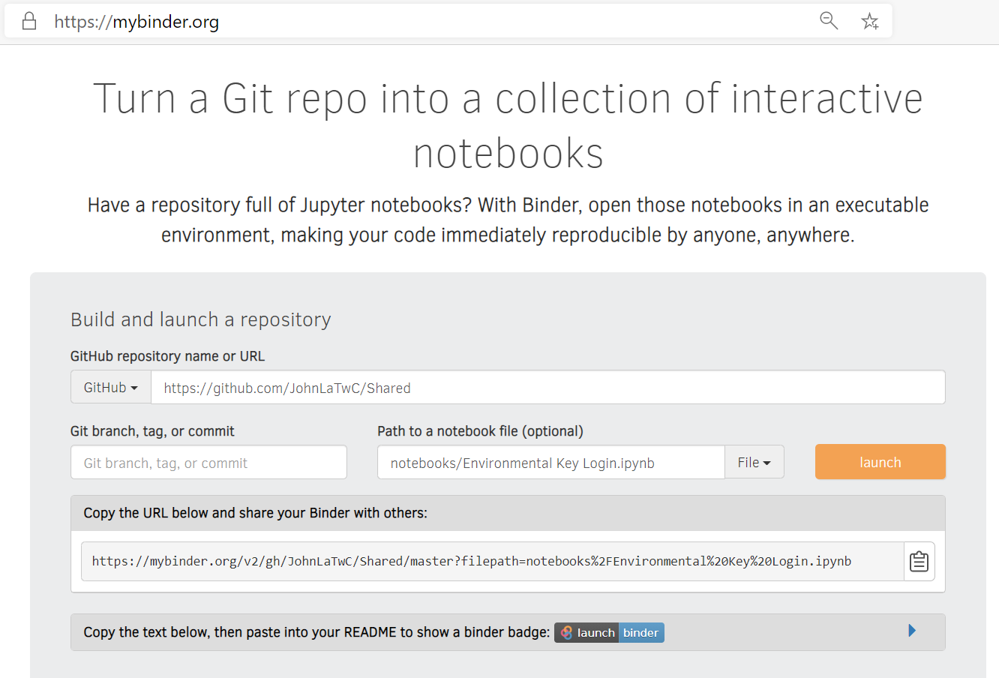 https://mybinder.org
Turn a Git repo into a collection of interactive
notebooks
Have a repository full of Jupyter notebooks? With Binder, open those notebooks in an executable
environment, making your code immediately reproducible by anyone, anywhere.
Build and launch a repository
GitHub repository name or URL
GitHub https://github.com/JohnLaTwC/Shared
Git branch, tag, or commit Path to a notebook file (optional)
Git branch, tag, or commit notebooks/Environmental Key Login.ipynb File launch
Copy the URL below and share your Binder with others:
https://mybinder.org/v2/gh/JohnLaTwC/Shared/master?filepath=notebooks%2FEnvironmental%20Key%20Login.ipynb
Copy the text below, then paste into your README to show a binder badge: launch binder